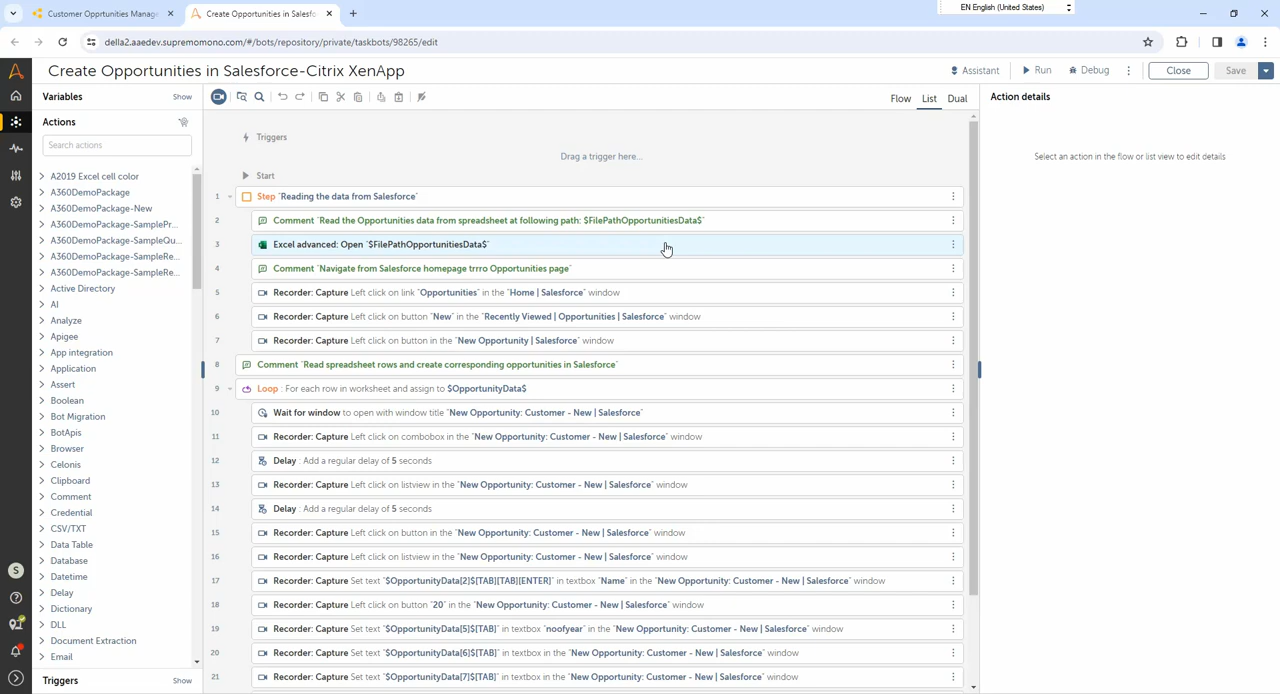 Customer Opportunities Manage
Create Opportunities in Salesfor
EN English (United States)
della2.aaedev.supremomono.com/#/bots/repository/private/taskbots/98265/edit
Create Opportunities in Salesforce-Citrix XenApp
Assistant
Run
Debug
Close
Save
Variables
Show
Flow
List
Dual
Action details
Actions
Search actions
Select an action in the flow or list view to edit details
A2019 Excel cell color
A360DemoPackage
A360DemoPackage-New
A360DemoPackage-SamplePr...
A360DemoPackage-SampleQu...
A360DemoPackage-SampleRe...
A360DemoPackage-SampleRe...
Active Directory
AI
Analyze
Apigee
App integration
Application
Assert
Boolean
Bot Migration
BotApis
Browser
Celonis
Clipboard
Comment
Credential
CSV/TXT
Data Table
Database
Datetime
Delay
Dictionary
DLL
Document Extraction
Email
Triggers
Show
S
Triggers
Drag a trigger here...
Start
1 Step "Reading the data from Salesforce"
2 Comment "Read the Opportunities data from spreadsheet at following path: $FilePathOpportunitiesData$"
3 Excel advanced: Open "$FilePathOpportunitiesData$"
4 Comment "Navigate from Salesforce homepage trrro Opportunities page"
5 Recorder: Capture Left click on link "Opportunities" in the "Home | Salesforce" window
6 Recorder: Capture Left click on button "New" in the "Recently Viewed | Opportunities | Salesforce" window
7 Recorder: Capture Left click on button in the "New Opportunity | Salesforce" window
8 Comment "Read spreadsheet rows and create corresponding opportunities in Salesforce"
9 Loop : For each row in worksheet and assign to $OpportunityData$
10 Wait for window to open with window title "New Opportunity: Customer - New | Salesforce"
11 Recorder: Capture Left click on combobox in the "New Opportunity: Customer - New | Salesforce" window
12 Delay : Add a regular delay of 5 seconds
13 Recorder: Capture Left click on listview in the "New Opportunity: Customer - New | Salesforce" window
14 Delay : Add a regular delay of 5 seconds
15 Recorder: Capture Left click on button in the "New Opportunity: Customer - New | Salesforce" window
16 Recorder: Capture Left click on listview in the "New Opportunity: Customer - New | Salesforce" window
17 Recorder: Capture Set text "$OpportunityData[2]$[TAB][TAB][ENTER]" in textbox "Name" in the "New Opportunity: Customer - New | Salesforce" window
18 Recorder: Capture Left click on button "20" in the "New Opportunity: Customer - New | Salesforce" window
19 Recorder: Capture Set text "$OpportunityData[5]$[TAB]" in textbox "noofyear" in the "New Opportunity: Customer - New | Salesforce" window
20 Recorder: Capture Set text "$OpportunityData[6]$[TAB]" in textbox in the "New Opportunity: Customer - New | Salesforce" window
21 Recorder: Capture Set text "$OpportunityData[7]$[TAB]" in textbox in the "New Opportunity: Customer - New | Salesforce" window